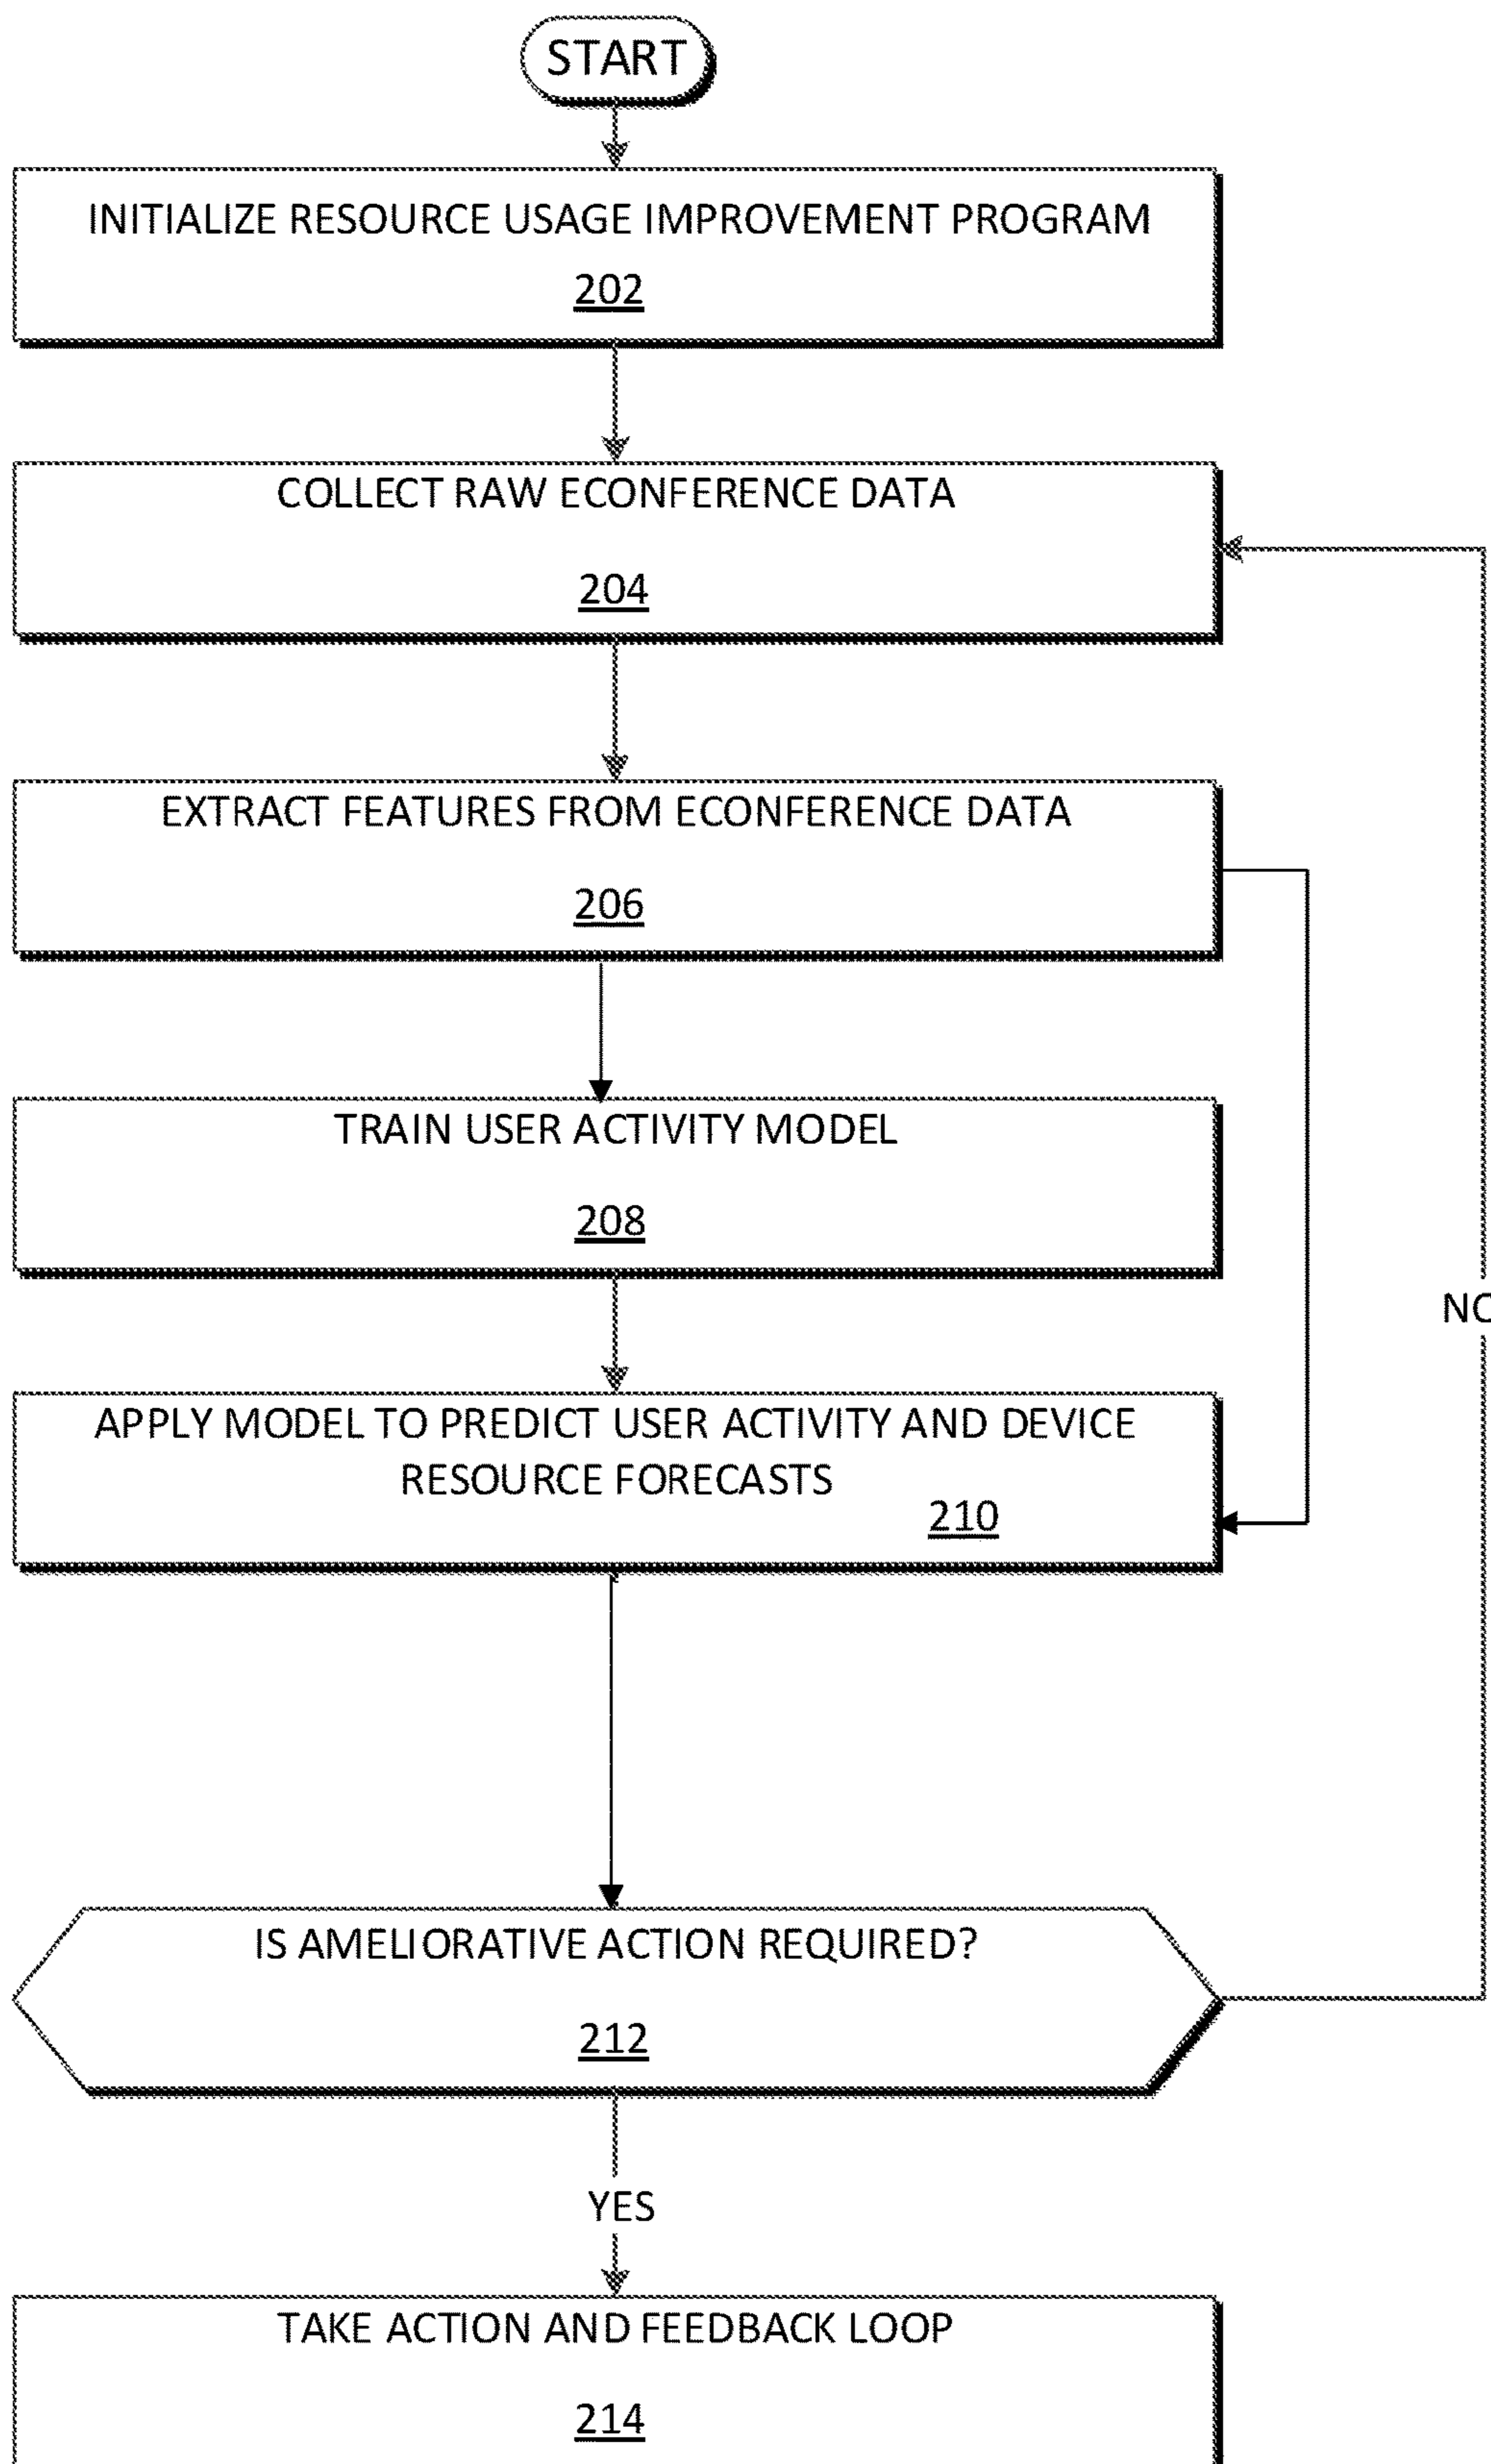 START
INITIALIZE RESOURCE USAGE IMPROVEMENT PROGRAM
202
COLLECT RAW ECONFERENCE DATA
204
EXTRACT FEATURES FROM ECONFERENCE DATA
206
TRAIN USER ACTIVITY MODEL
208
NO
APPLY MODEL TO PREDICT USER ACTIVITY AND DEVICE
RESOURCE FORECASTS
210
IS AMELIORATIVE ACTION REQUIRED?
212
YES
TAKE ACTION AND FEEDBACK LOOP
214